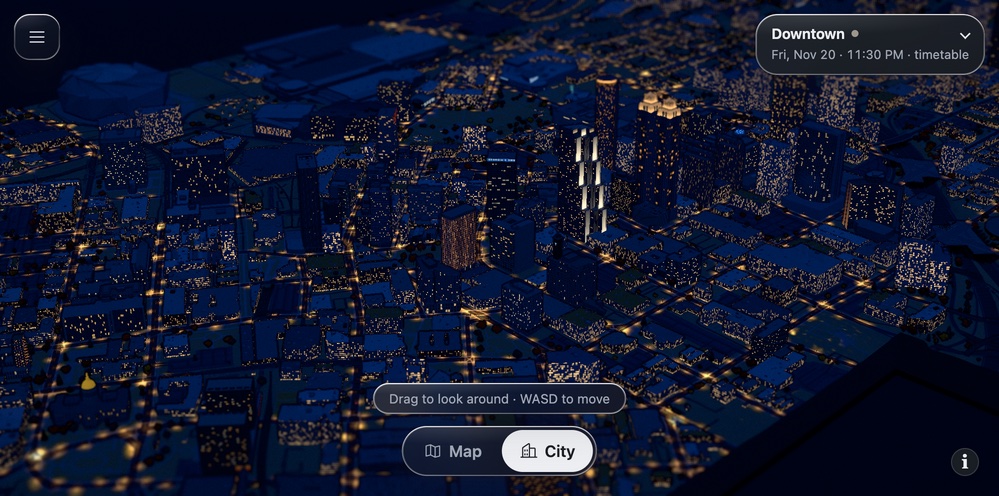 Downtown
Fri, Nov 20 · 11:30 PM · timetable
Drag to look around · WASD to move
Map
City